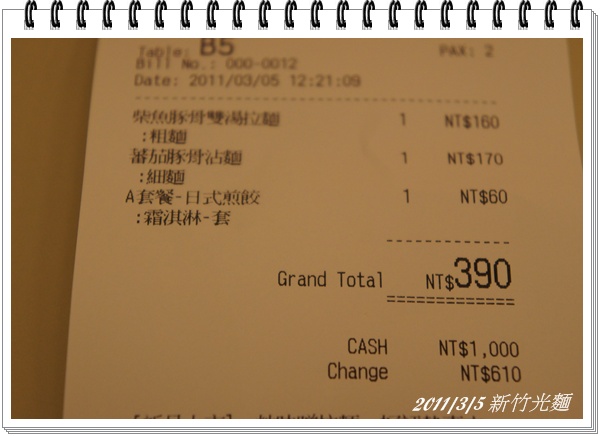 Table: B5 PAX: 2
Bill No.: 000-0012
Date: 2011/03/05 12:21:09
柴魚豚骨雙湯拉麵 1 NT$160
:粗麵
蕃茄豚骨沾麵 1 NT$170
:細麵
A套餐-日式煎餃 1 NT$60
:霜淇淋-套
Grand Total NT$390
CASH NT$1,000
Change NT$610
2011/3/5 新竹光麵